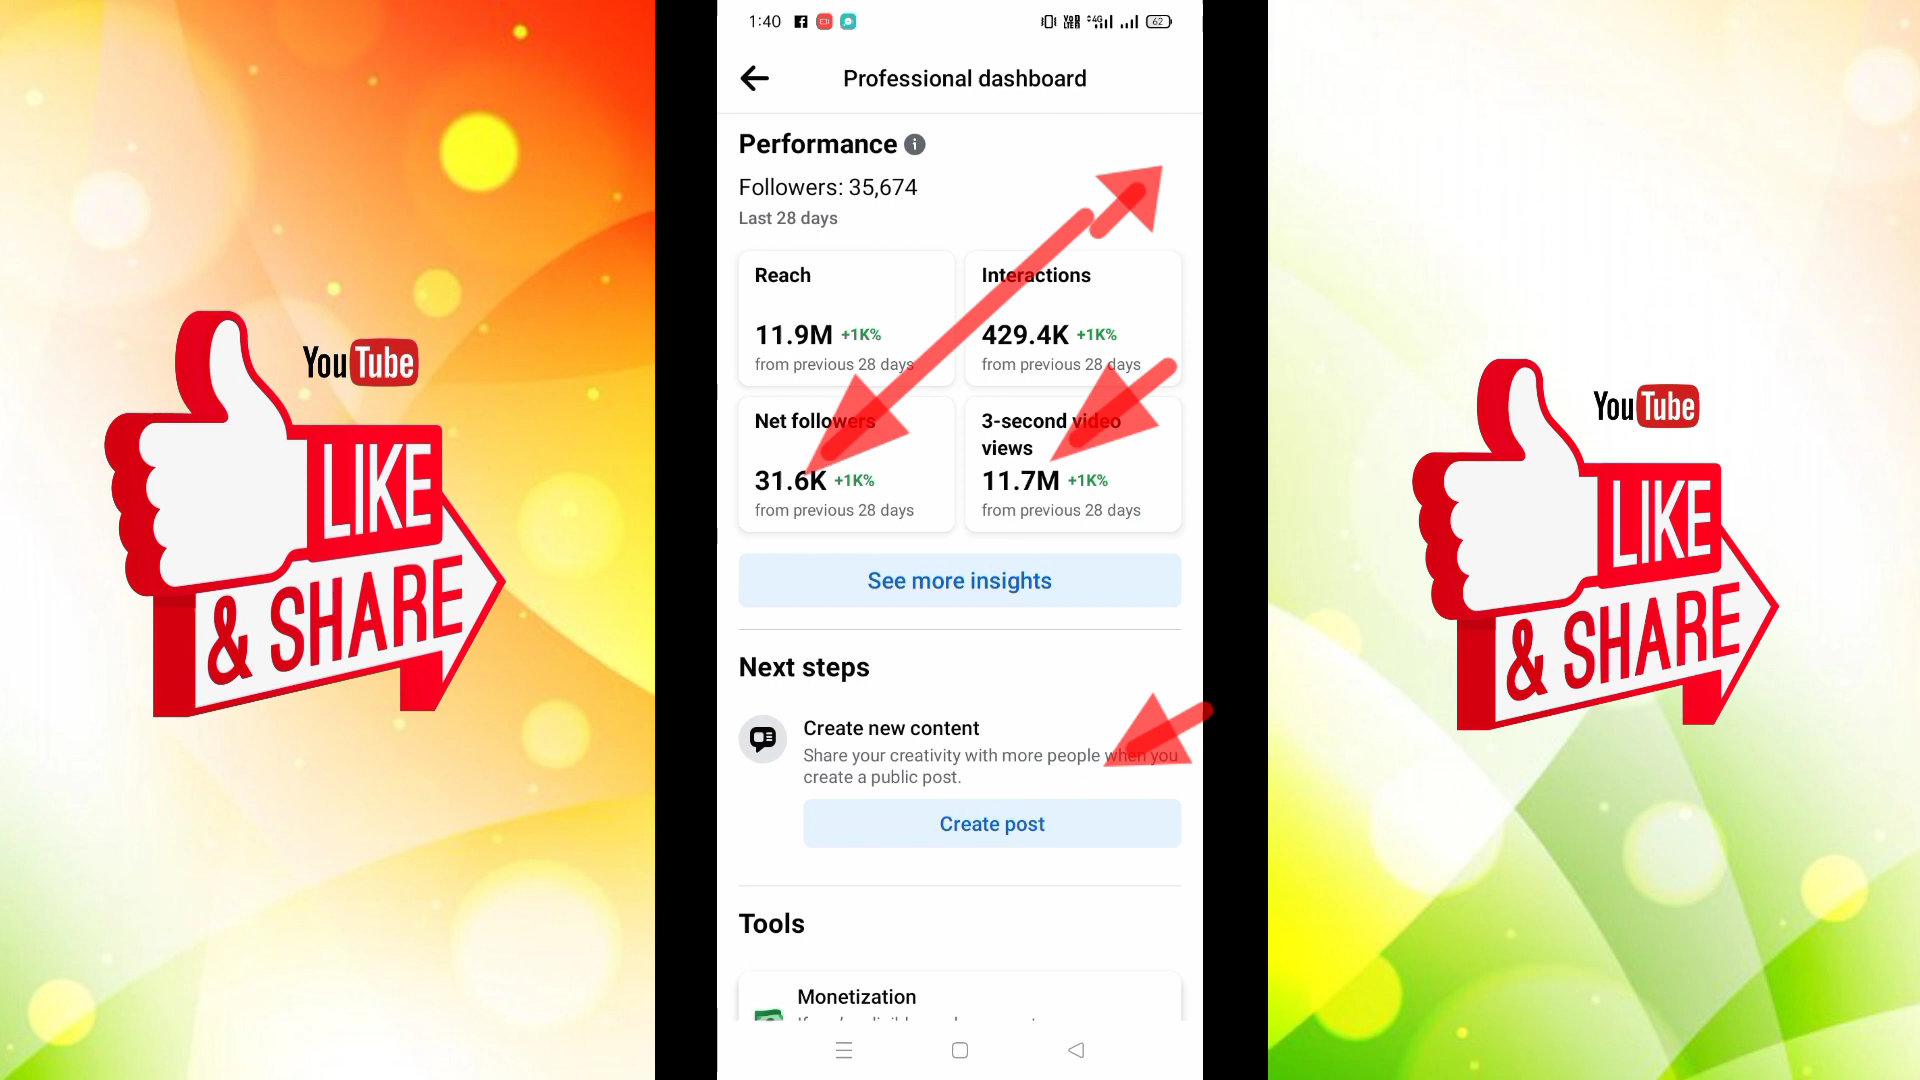 1:40
62
Professional dashboard
Performance
Followers: 35,674
Last 28 days
Reach
11.9M +1K%
from previous 28 days
Interactions
429.4K +1K%
from previous 28 days
Net followers
31.6K +1K%
from previous 28 days
3-second video
views
11.7M +1K%
from previous 28 days
See more insights
Next steps
Create new content
Share your creativity with more people when you
create a public post.
Create post
Tools
Monetization
YouTube
LIKE
& SHARE
YouTube
LIKE
& SHARE